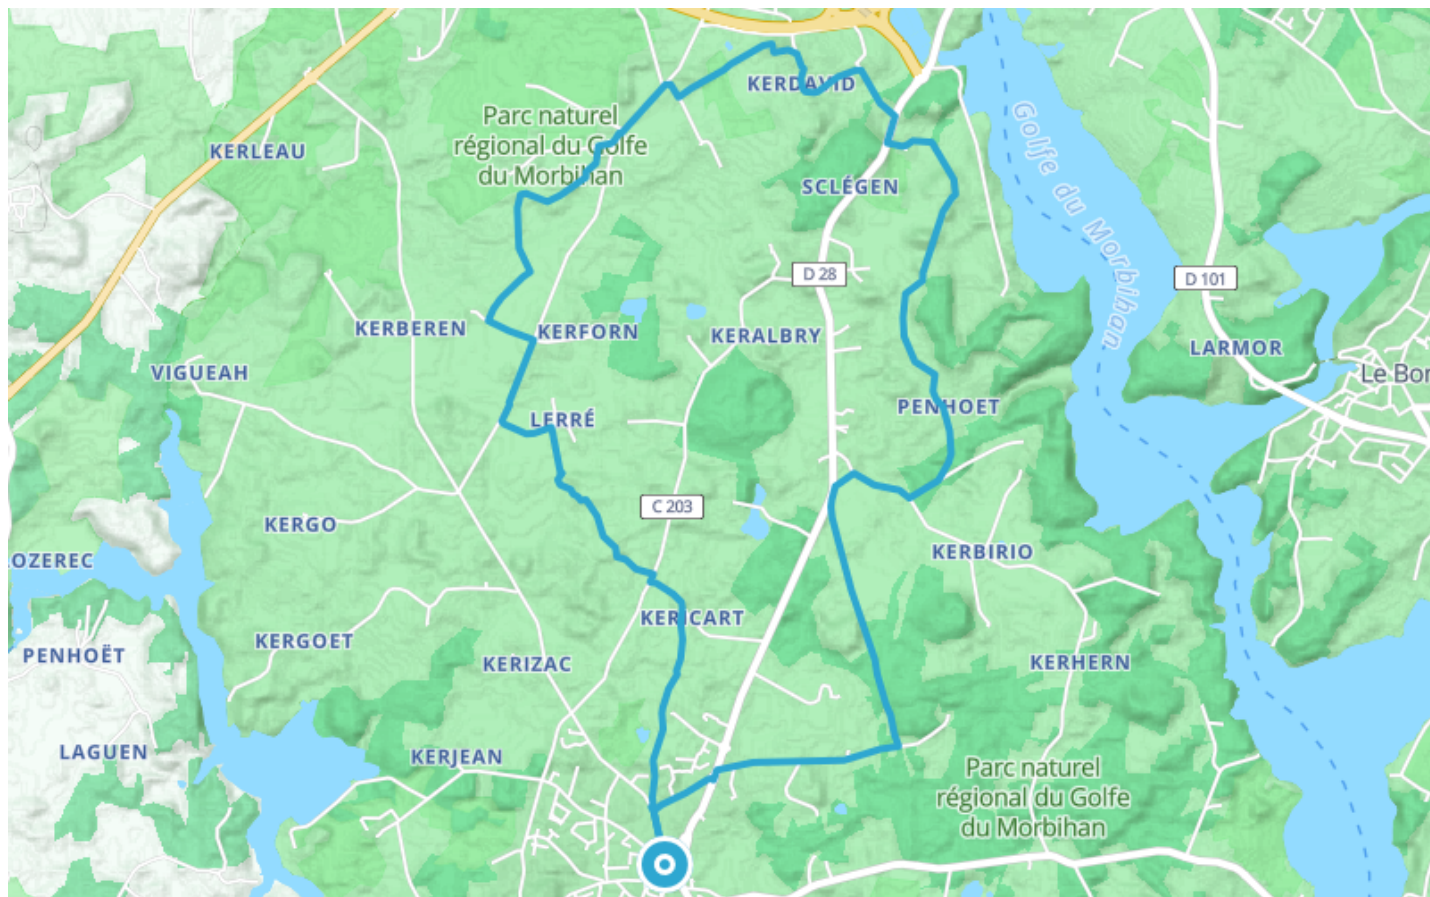 KERDAVID
Parc naturel
régional du Golfe
du Morbihan
KERLEAU
SCLÉGEN
Golfe du Morbihan
D 28
D 101
KERBEREN
KERFORN
KERALBRY
LARMOR
VIGUEAH
Le Bor
PENHOET
LERRÉ
C 203
KERGO
OZEREC
KERBIRIO
KERICART
KERGOET
PENHOËT
KERIZAC
KERHERN
LAGUEN
KERJEAN
Parc naturel
régional du Golfe
du Morbihan